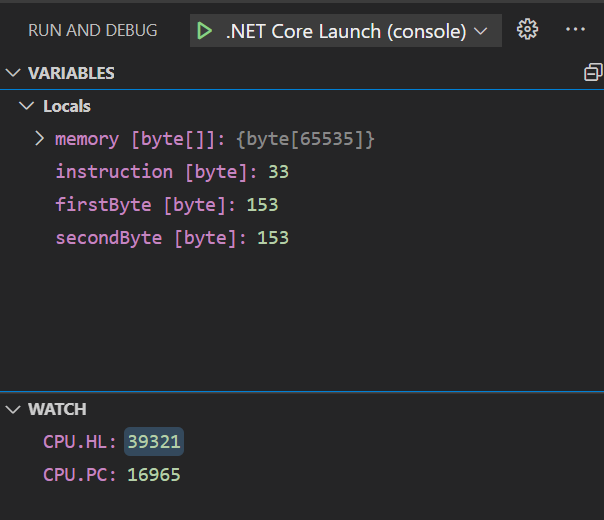 RUN AND DEBUG .NET Core Launch (console)
VARIABLES
Locals
memory [byte[]]: {byte[65535]}
instruction [byte]: 33
firstByte [byte]: 153
secondByte [byte]: 153
WATCH
CPU.HL: 39321
CPU.PC: 16965